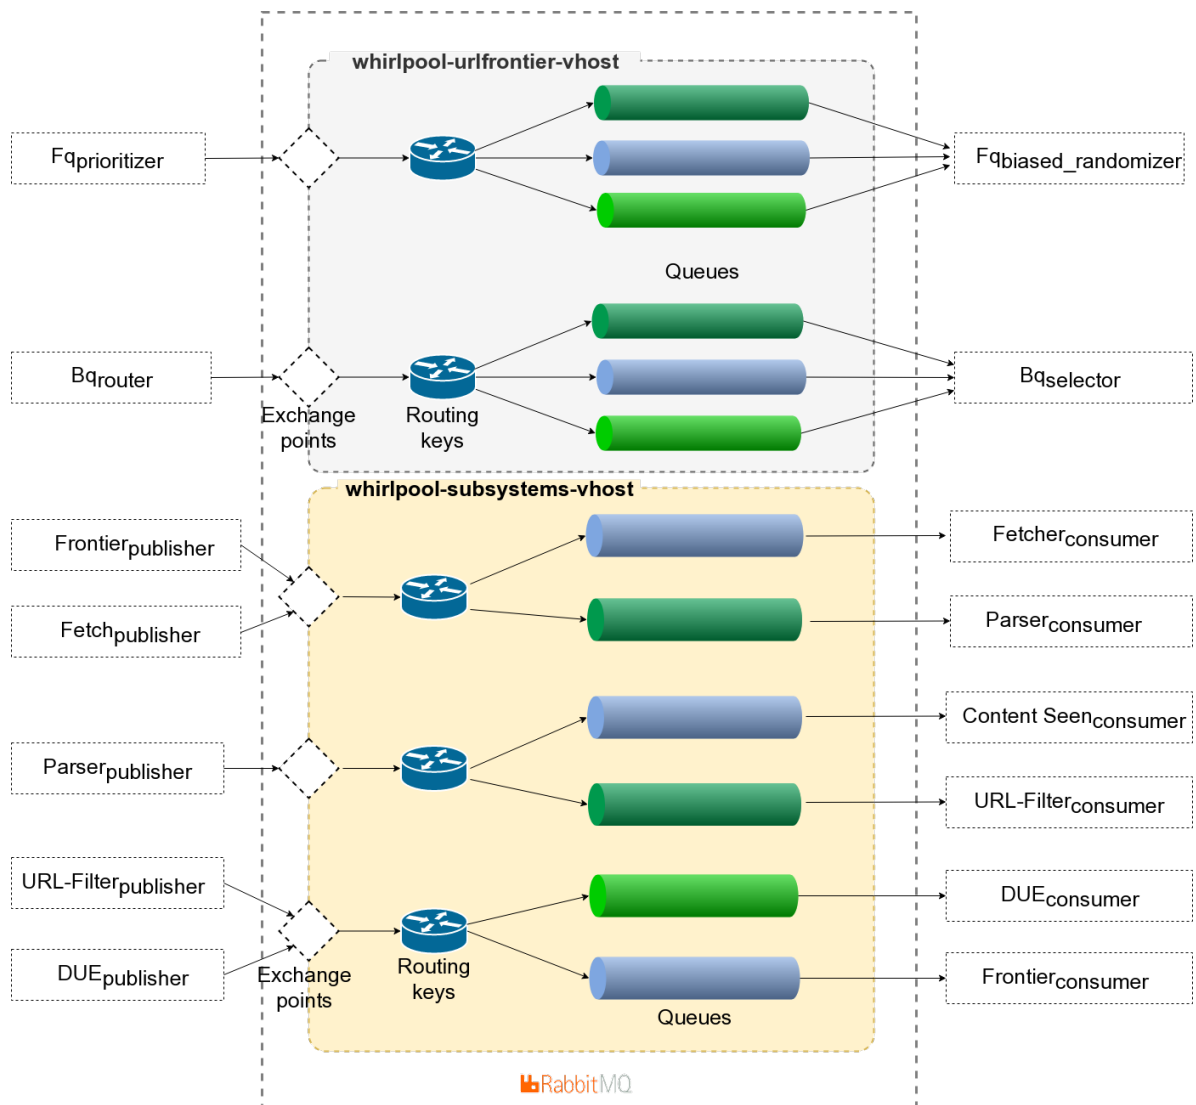 whirlpool-urlfrontier-vhost
Fqprioritizer
Fqbiased_randomizer
Queues
Bqrouter
Bqselector
Exchange
points
Routing
keys
whirlpool-subsystems-vhost
Frontierpublisher
Fetcherconsumer
Fetchpublisher
Parserconsumer
Content Seenconsumer
Parserpublisher
URL-Filterconsumer
URL-Filterpublisher
DUEconsumer
DUEpublisher
Exchange
points
Routing
keys
Frontierconsumer
Queues
RabbitMQ